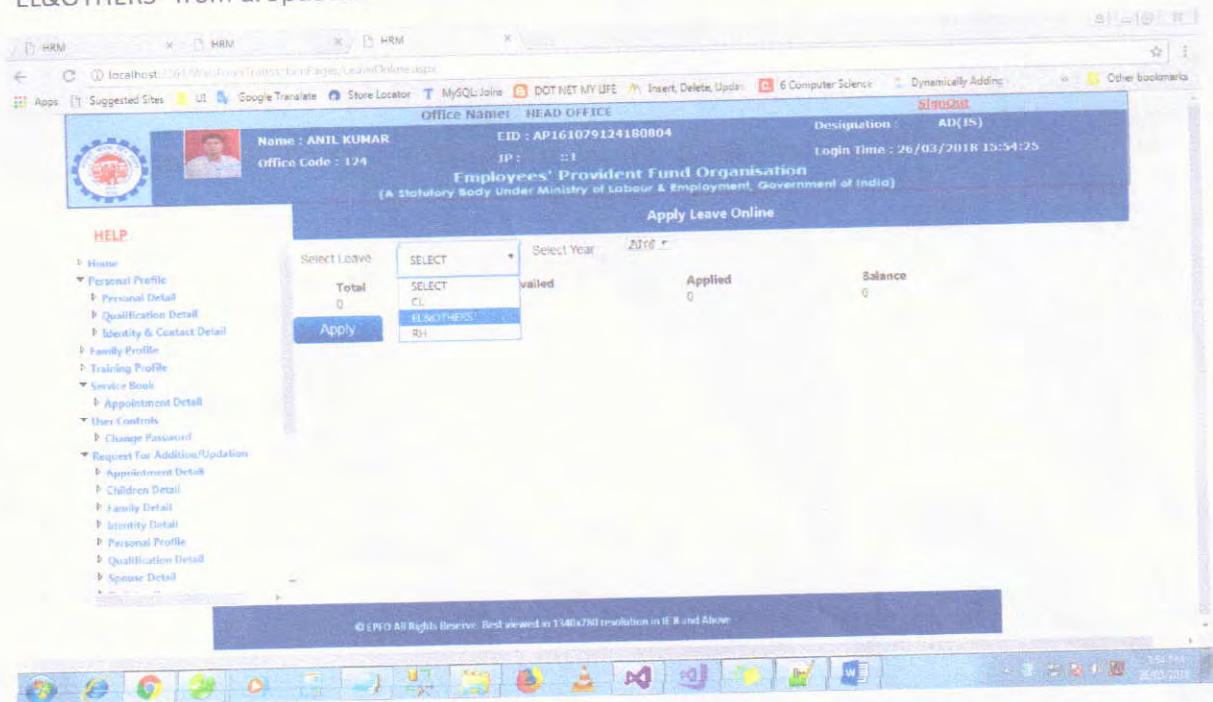 EL&OTHERS" from
HRM HRM HRM
localhost
Apps Suggested Sites UI Google Translate Store Locator MySQL: Joins DOT NET MY LIFE Insert, Delete, Updat 6 Computer Science Dynamically Adding Other bookmarks
Office Name: HEAD OFFICE SignOut
Name : ANIL KUMAR EID : AP161079124180804 Designation : AD(IS)
Office Code : 124 IP : ::1 Login Time : 26/03/2018 15:54:25
Employees' Provident Fund Organisation
(A Statutory Body Under Ministry of Labour & Employment, Government of India)
Apply Leave Online
HELP
Select Leave SELECT Select Year 2018
Home
Personal Profile
Total SELECT vailed Applied Balance
Personal Detail
0 CL 0 0
Qualification Detail
Apply EL&OTHERS
Identity & Contact Detail
RH
Family Profile
Training Profile
Service Book
Appointment Detail
User Controls
Change Password
Request For Addition/Updation
Appointment Detail
Children Detail
Family Detail
Identity Detail
Personal Profile
Qualification Detail
Spouse Detail
© EPFO All Rights Reserve. Best viewed in 1340x780 resolution in IE 8 and Above